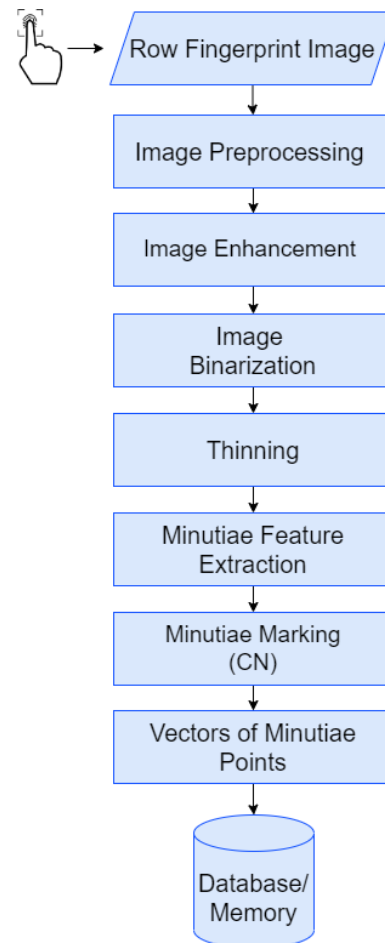 Row Fingerprint Image
Image Preprocessing
Image Enhancement
Image
Binarization
Thinning
Minutiae Feature
Extraction
Minutiae Marking
(CN)
Vectors of Minutiae
Points
Database/
Memory